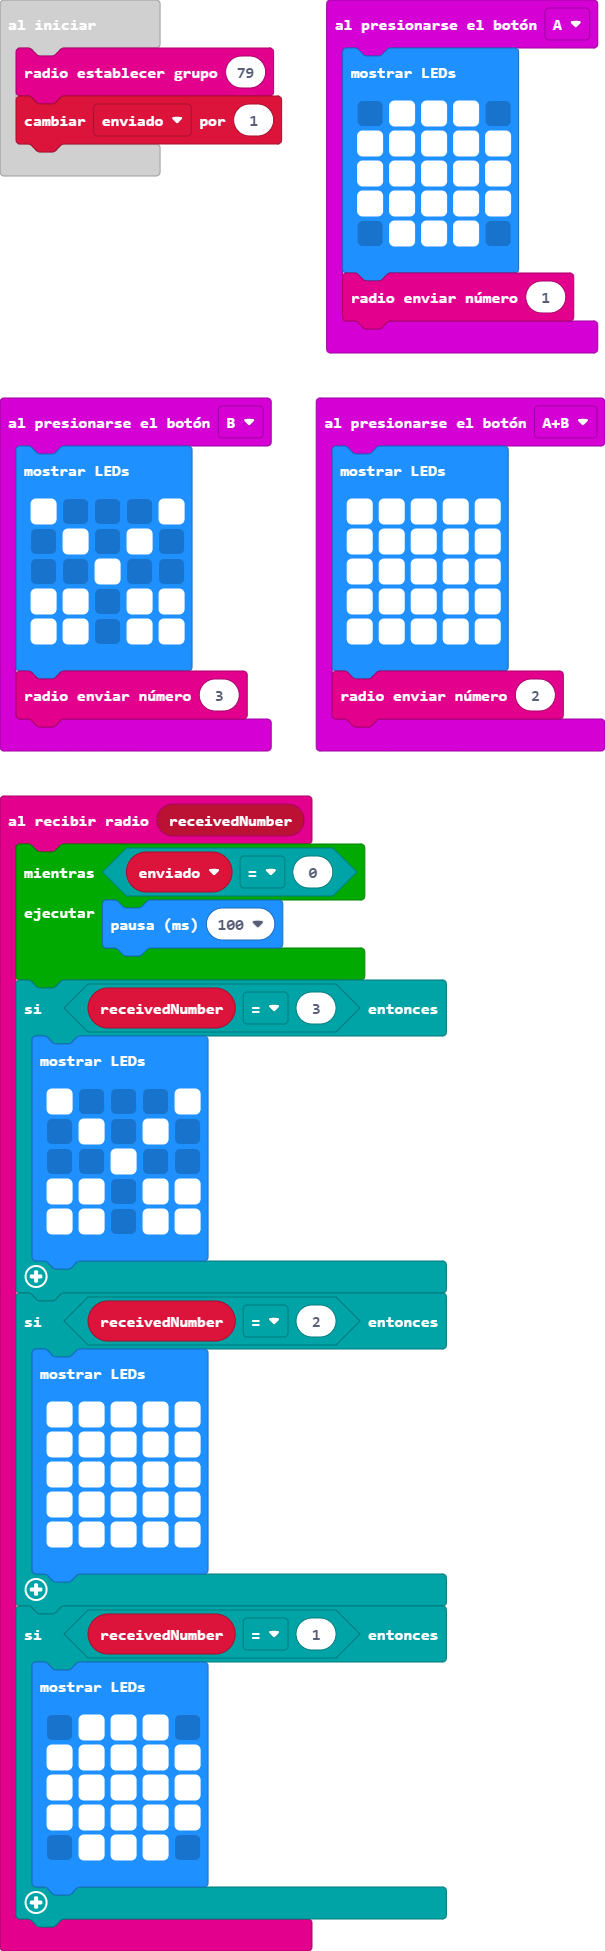 al iniciar
radio establecer grupo 79
cambiar enviado por 1
al presionarse el botón A
mostrar LEDs
radio enviar número 1
al presionarse el botón B
mostrar LEDs
radio enviar número 3
al presionarse el botón A+B
mostrar LEDs
radio enviar número 2
al recibir radio receivedNumber
mientras enviado = 0
ejecutar pausa (ms) 100
si receivedNumber = 3 entonces
mostrar LEDs
si receivedNumber = 2 entonces
mostrar LEDs
si receivedNumber = 1 entonces
mostrar LEDs